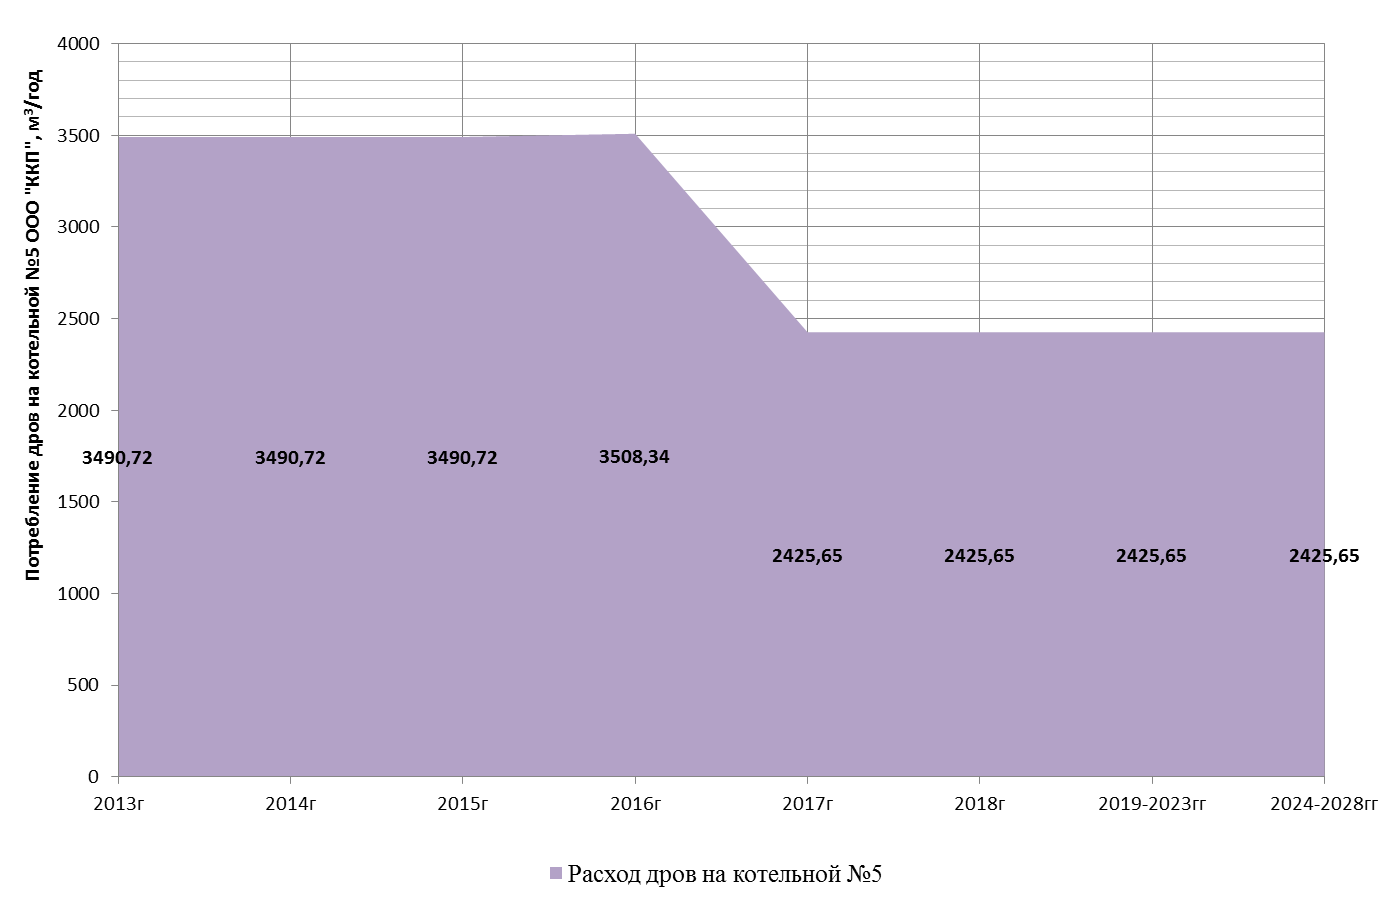 Потребление дров на котельной №5 ООО "ККП", м³/год
4000
3500
3000
2500
2000
1500
1000
500
0
3490,72 3490,72 3490,72 3508,34
2425,65 2425,65 2425,65 2425,65
2013г 2014г 2015г 2016г 2017г 2018г 2019-2023гг 2024-2028гг
Расход дров на котельной №5